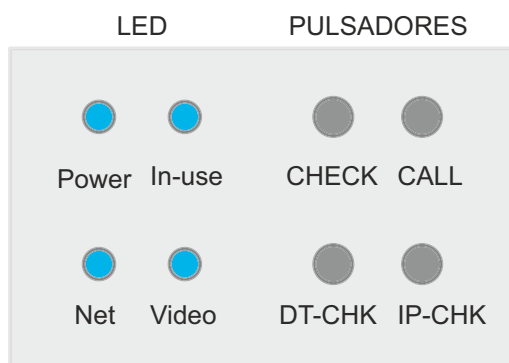 LED PULSADORES
Power In-use CHECK CALL
Net Video DT-CHK IP-CHK